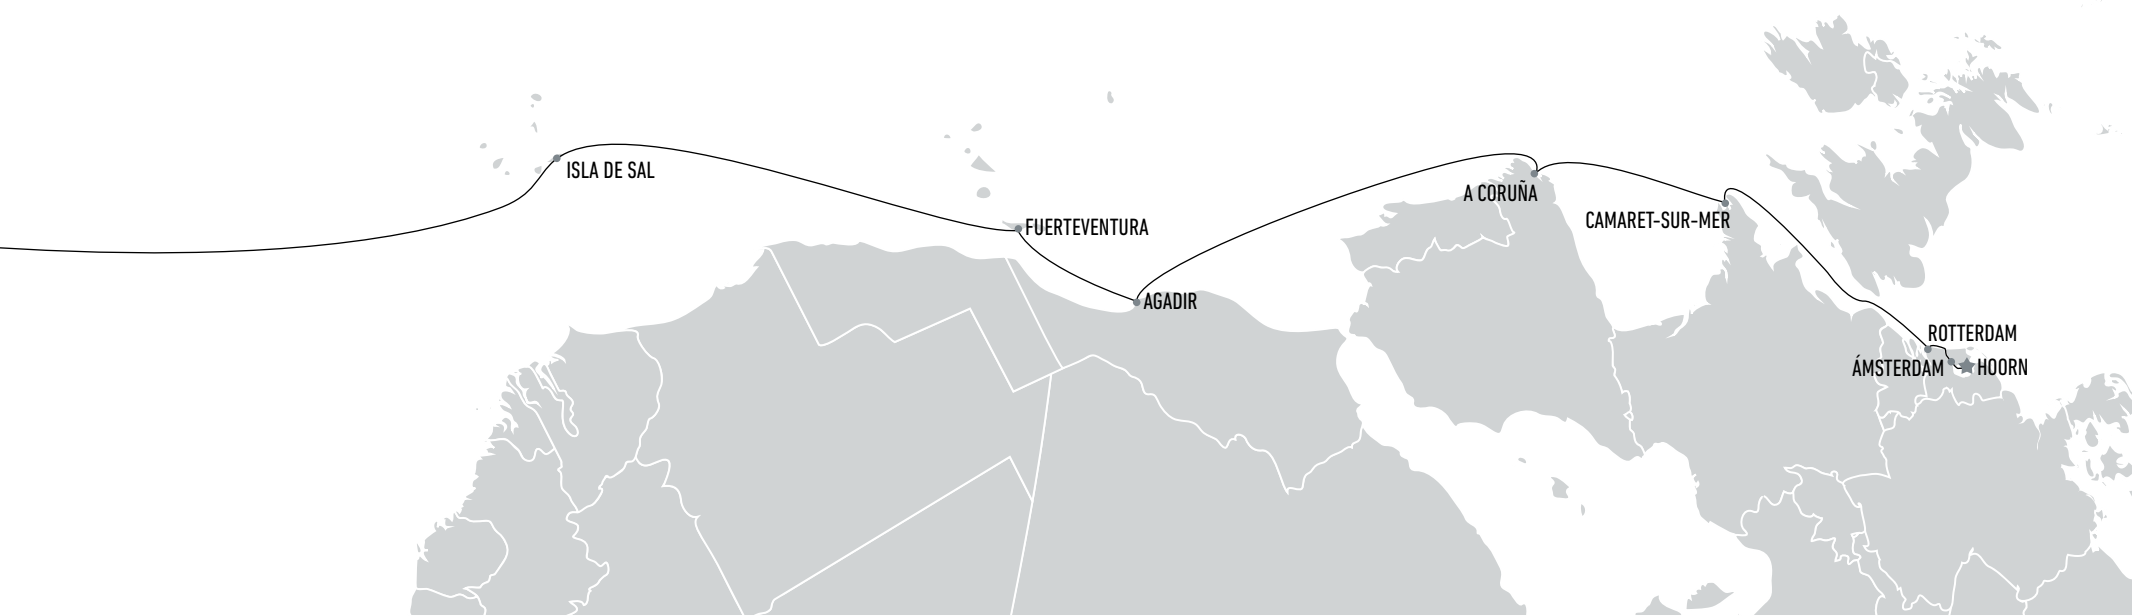 ISLA DE SAL
FUERTEVENTURA
AGADIR
A CORUÑA
CAMARET-SUR-MER
ROTTERDAM
ÁMSTERDAM
HOORN